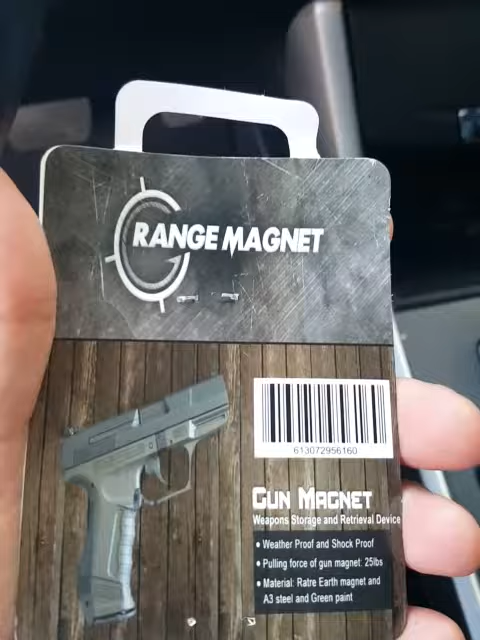 RANGE MAGNET
613072956160
GUN MAGNET
Weapons Storage and Retrieval Device
• Weather Proof and Shock Proof
• Pulling force of gun magnet: 25lbs
• Material: Ratre Earth magnet and
A3 steel and Green paint